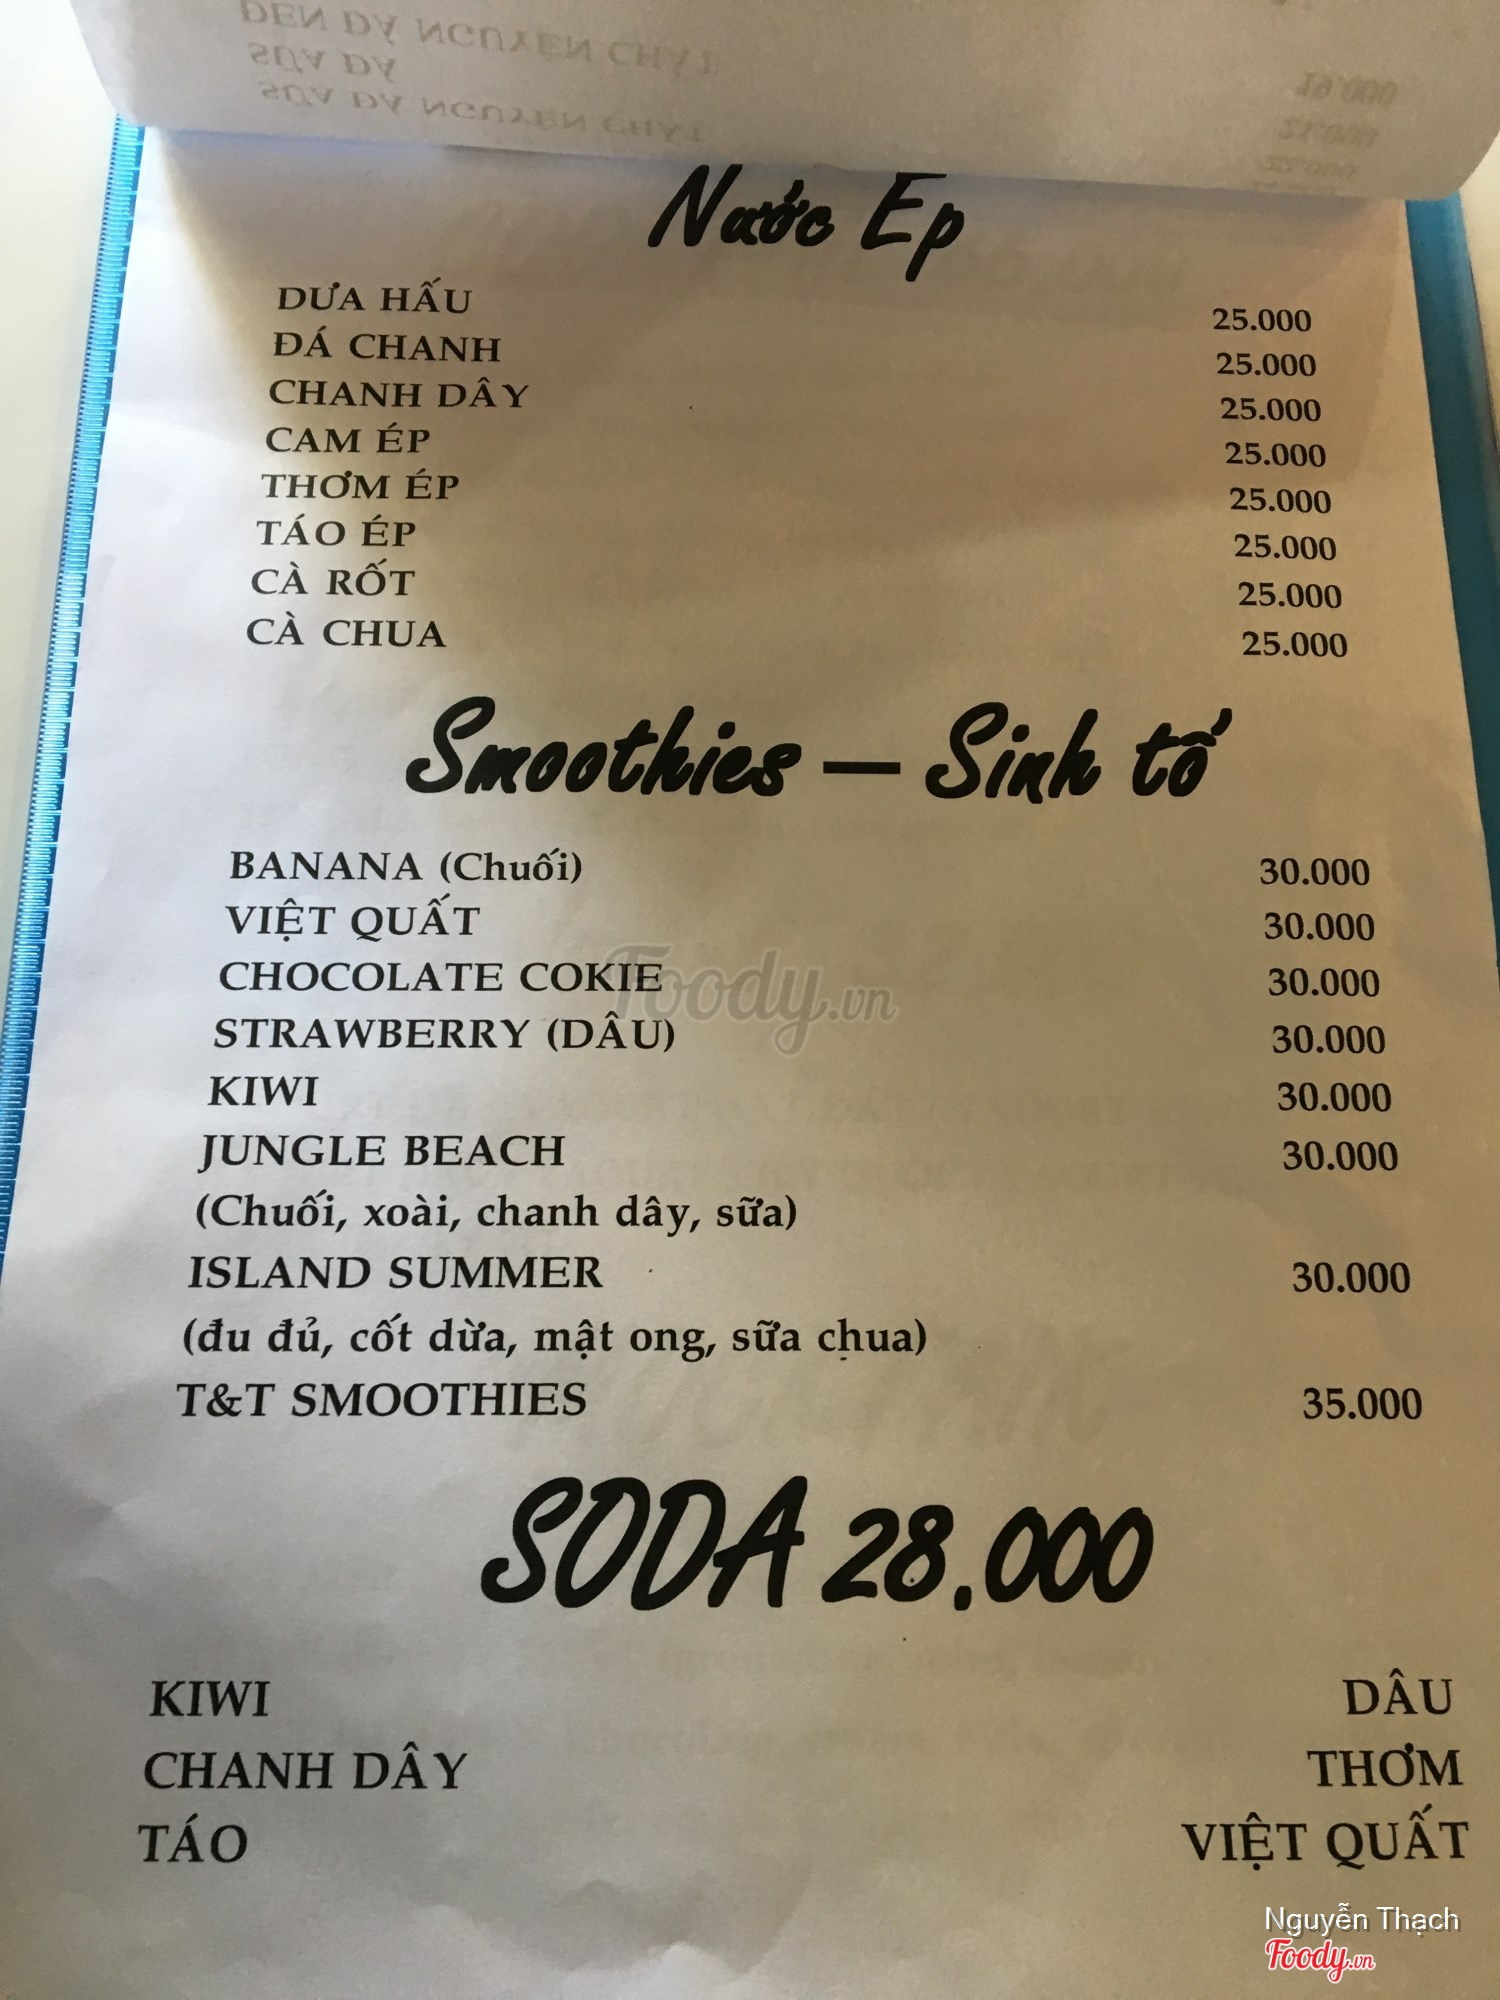 Nước Ep
DƯA HẤU 25.000
ĐÁ CHANH 25.000
CHANH DÂY 25.000
CAM ÉP 25.000
THƠM ÉP 25.000
TÁO ÉP 25.000
CÀ RỐT 25.000
CÀ CHUA 25.000
Smoothies – Sinh tố
BANANA (Chuối) 30.000
VIỆT QUẤT 30.000
CHOCOLATE COKIE 30.000
STRAWBERRY (DÂU) 30.000
KIWI 30.000
JUNGLE BEACH 30.000
(Chuối, xoài, chanh dây, sữa)
ISLAND SUMMER 30.000
(đu đủ, cốt dừa, mật ong, sữa chua)
T&T SMOOTHIES 35.000
SODA 28.000
KIWI DÂU
CHANH DÂY THƠM
TÁO VIỆT QUẤT
Foody.vn
Nguyễn Thạch
Foody.vn